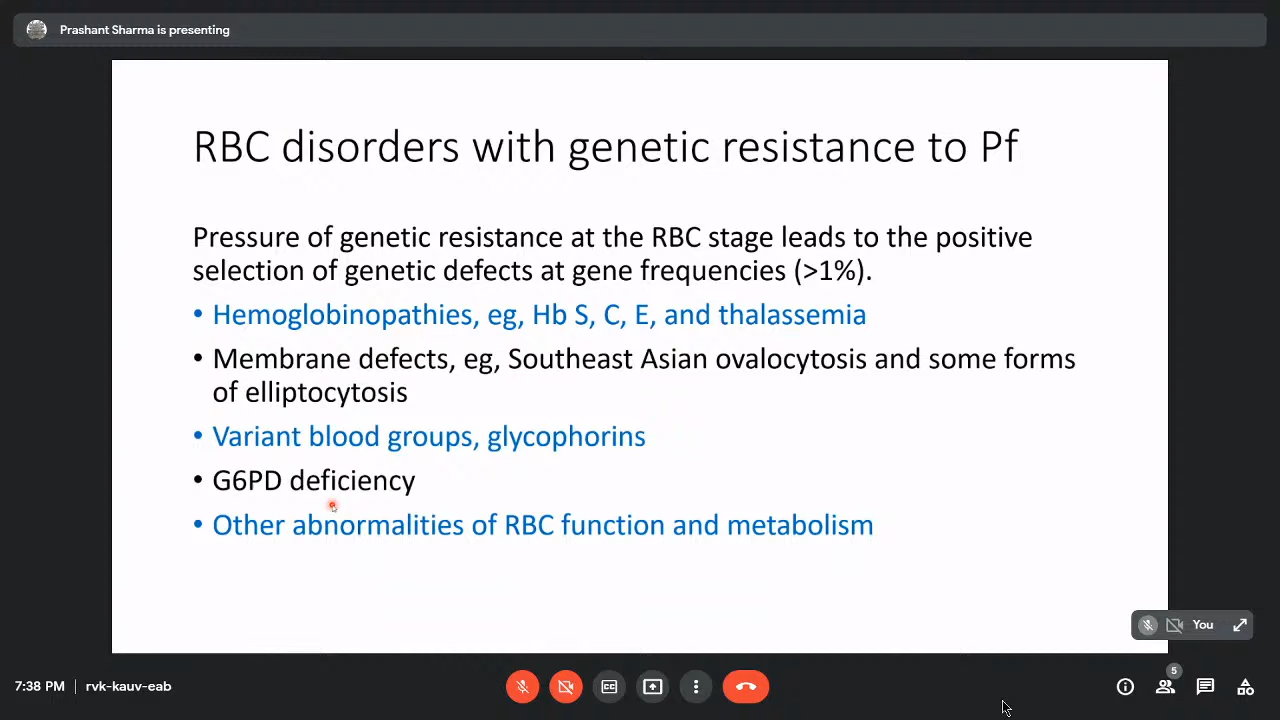 Prashant Sharma is presenting
RBC disorders with genetic resistance to Pf
Pressure of genetic resistance at the RBC stage leads to the positive
selection of genetic defects at gene frequencies (>1%).
• Hemoglobinopathies, eg, Hb S, C, E, and thalassemia
• Membrane defects, eg, Southeast Asian ovalocytosis and some forms
of elliptocytosis
• Variant blood groups, glycophorins
• G6PD deficiency
• Other abnormalities of RBC function and metabolism
You
7:38 PM | rvk-kauv-eab
CC
5